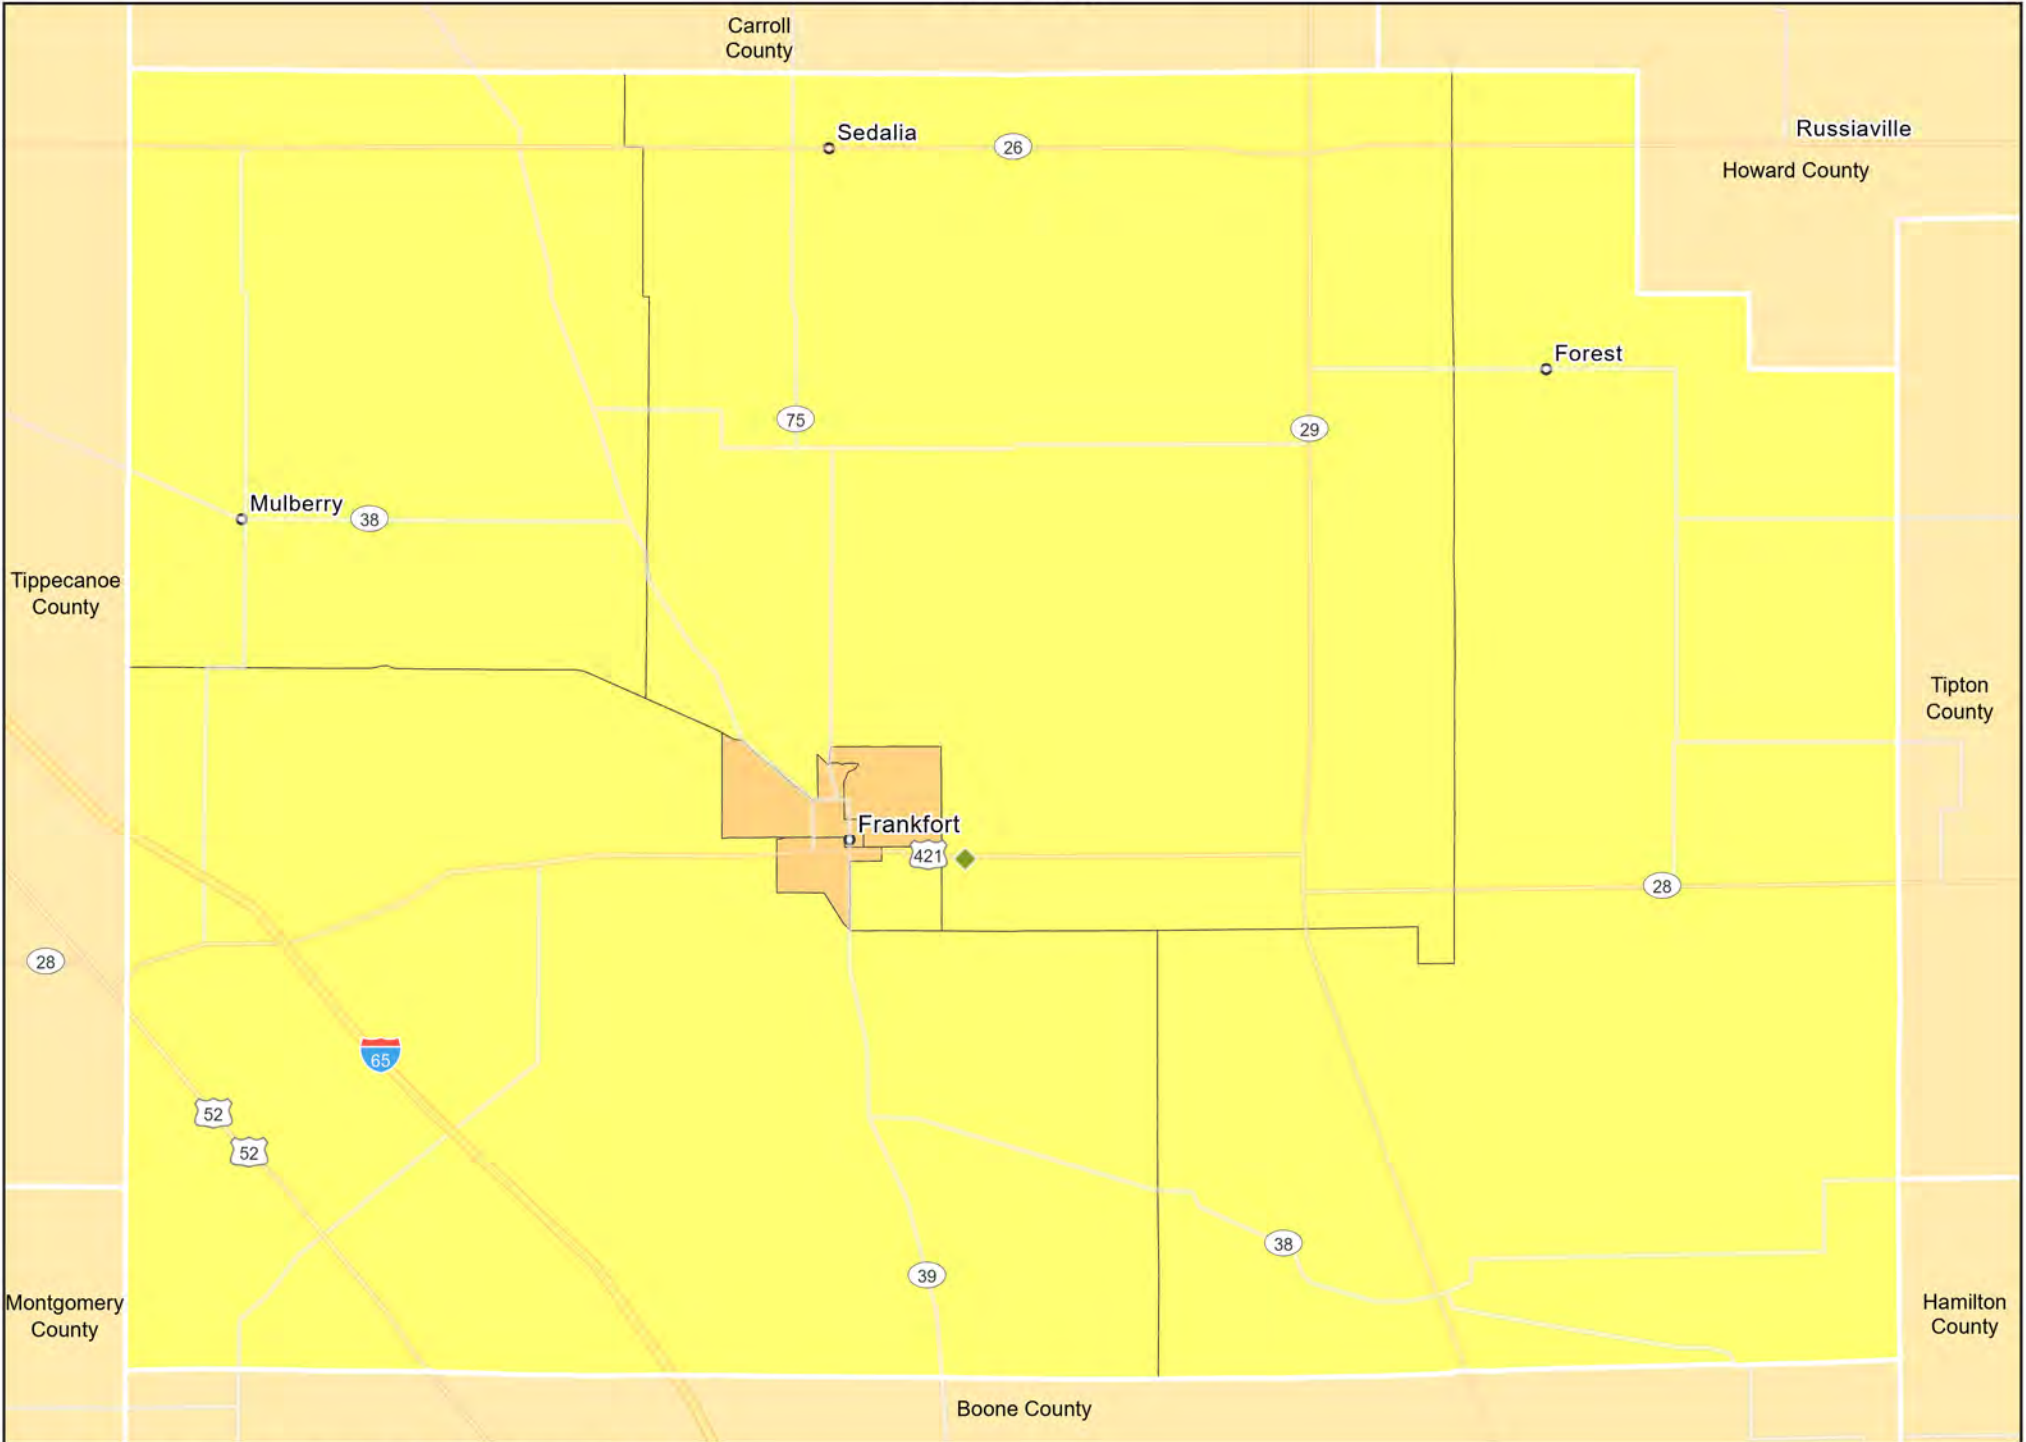 Carroll
County
Sedalia
26
Russiaville
Howard County
Forest
75
29
Mulberry
38
Tippecanoe
County
Tipton
County
Frankfort
421
28
28
65
52
52
38
39
Montgomery
County
Hamilton
County
Boone County